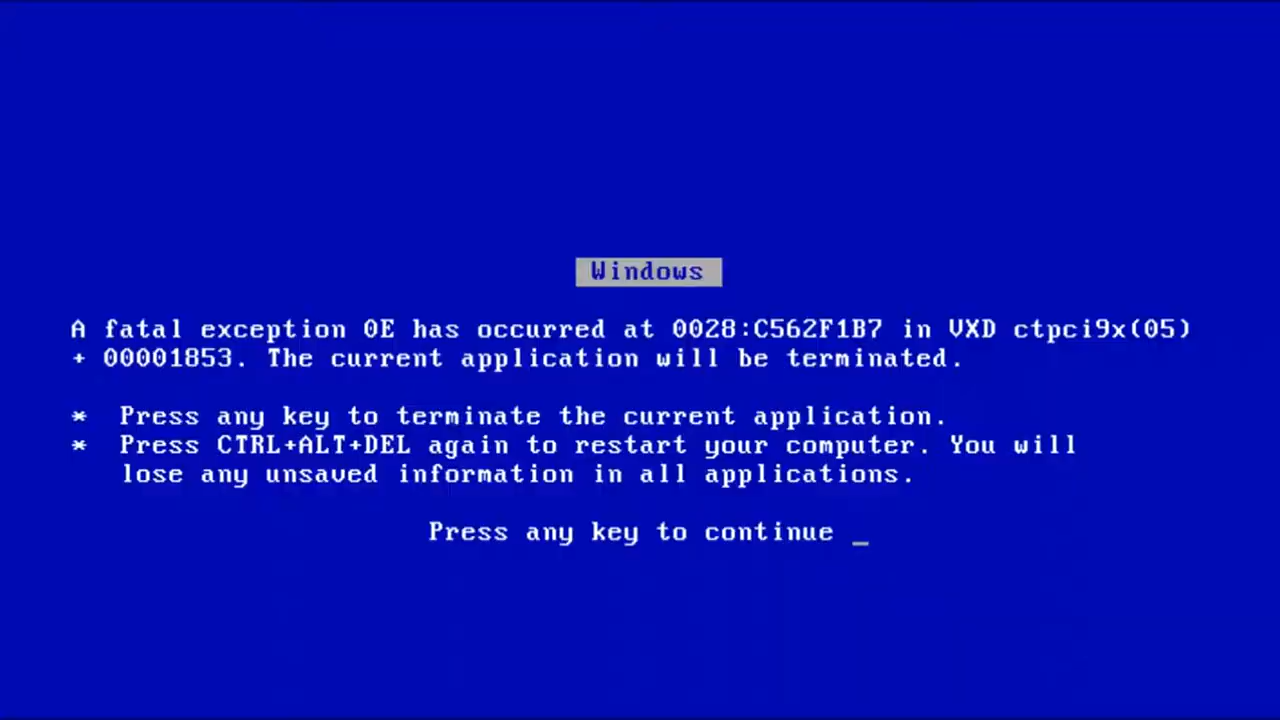 Windows
A fatal exception 0E has occurred at 0028:C562F1B7 in VXD ctpci9x(05)
+ 00001853. The current application will be terminated.
* Press any key to terminate the current application.
* Press CTRL+ALT+DEL again to restart your computer. You will
lose any unsaved information in all applications.
Press any key to continue _